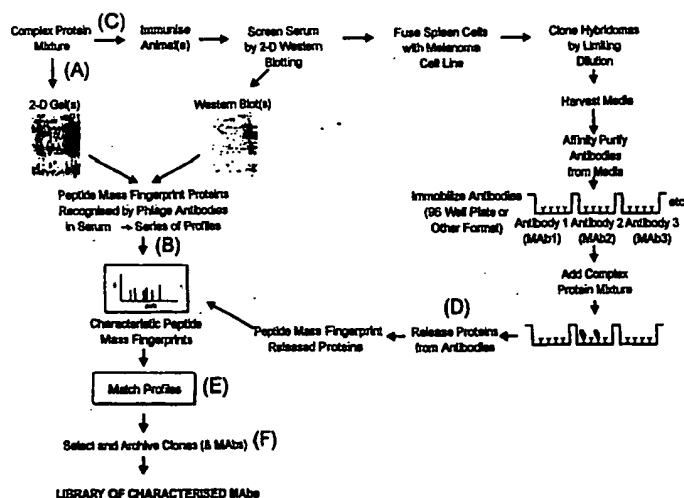 Complex Protein
Mixture
(C)
Immunise
Animal(s)
Screen Serum
by 2-D Western
Blotting
Fuse Spleen Cells
with Melanoma
Cell Line
Clone Hybridomas
by Limiting
Dilution
(A)
2-D Gel(s)
Western Blot(s)
Harvest Media
Affinity Purify
Antibodies
from Media
Peptide Mass Fingerprint Proteins
Recognised by Phage Antibodies
in Serum → Series of Profiles
Immobilize Antibodies
(96 Well Plate or
Other Format)
etc
Antibody 1 Antibody 2 Antibody 3
(MAb1) (MAb2) (MAb3)
(B)
Add Complex
Protein Mixture
Characteristic Peptide
Mass Fingerprints
Peptide Mass Fingerprint
Released Proteins
(D)
Release Proteins
from Antibodies
Match Profiles
(E)
Select and Archive Clones (& MAbs)
(F)
LIBRARY OF CHARACTERISED MAbs